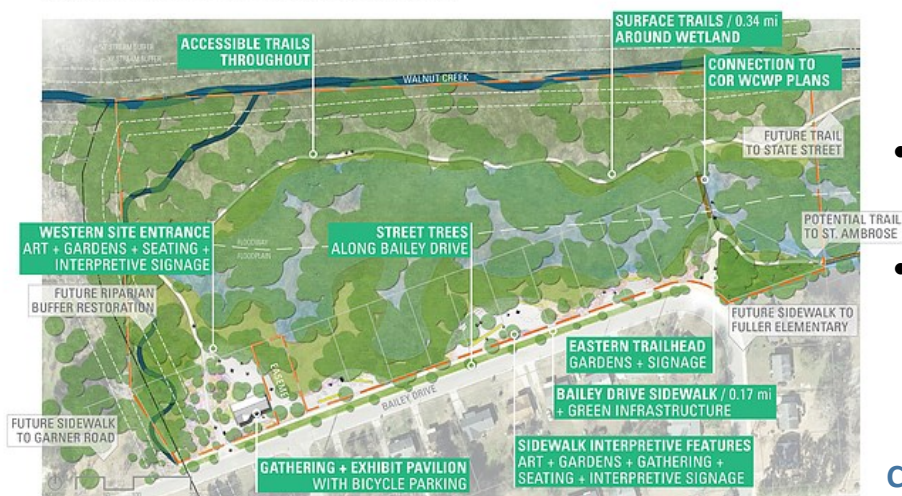 SURFACE TRAILS / 0.34 mi
AROUND WETLAND
ACCESSIBLE TRAILS
THROUGHOUT
CONNECTION TO
COR WCWP PLANS
WALNUT CREEK
FUTURE TRAIL
TO STATE STREET
POTENTIAL TRAIL
TO ST. AMBROSE
WESTERN SITE ENTRANCE
ART + GARDENS + SEATING +
INTERPRETIVE SIGNAGE
STREET TREES
ALONG BAILEY DRIVE
FLOODWAY
FLOODPLAIN
FUTURE RIPARIAN
BUFFER RESTORATION
FUTURE SIDEWALK TO
FULLER ELEMENTARY
EASTERN TRAILHEAD
GARDENS + SIGNAGE
BAILEY DRIVE
BAILEY DRIVE SIDEWALK / 0.17 mi
+ GREEN INFRASTRUCTURE
FUTURE SIDEWALK
TO GARNER ROAD
SIDEWALK INTERPRETIVE FEATURES
ART + GARDENS + GATHERING +
SEATING + INTERPRETIVE SIGNAGE
GATHERING + EXHIBIT PAVILION
WITH BICYCLE PARKING